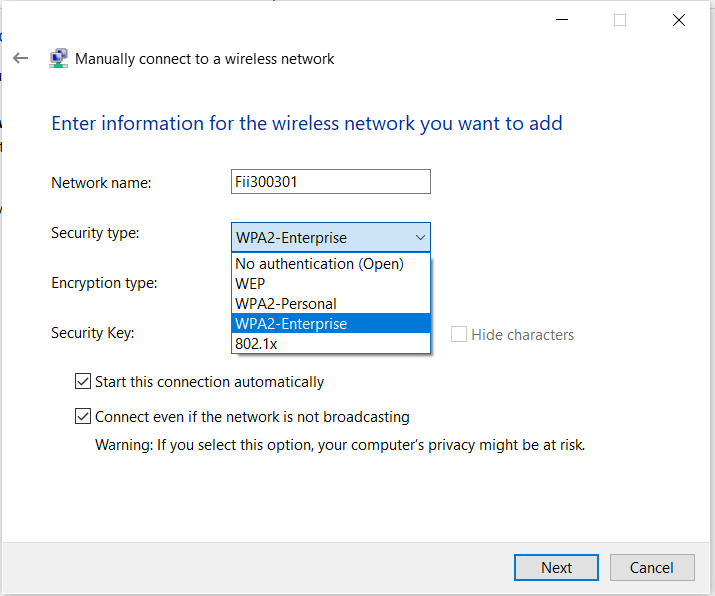 Manually connect to a wireless network
Enter information for the wireless network you want to add
Network name: Fii300301
Security type: WPA2-Enterprise
No authentication (Open)
WEP
WPA2-Personal
WPA2-Enterprise
802.1x
Encryption type:
Security Key:
Hide characters
Start this connection automatically
Connect even if the network is not broadcasting
Warning: If you select this option, your computer's privacy might be at risk.
Next Cancel